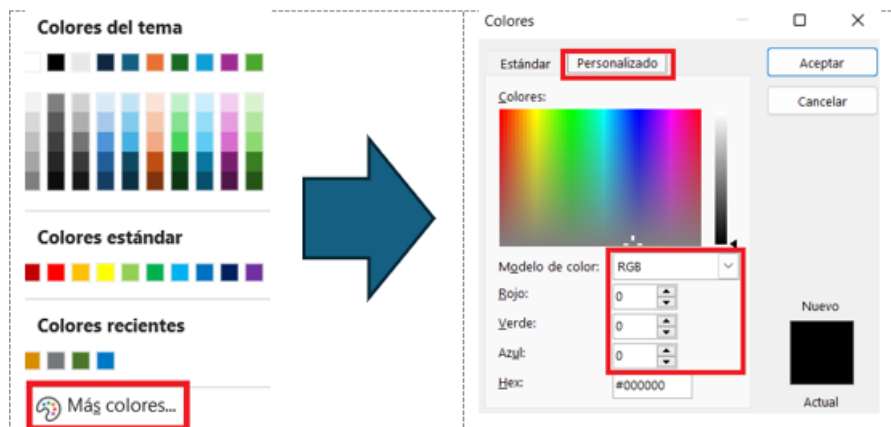 Colores del tema
Colores estándar
Colores recientes
Más colores...
Colores
Estándar
Personalizado
Aceptar
Cancelar
Colores:
Modelo de color: RGB
Rojo: 0
Verde: 0
Azul: 0
Hex: #000000
Nuevo
Actual